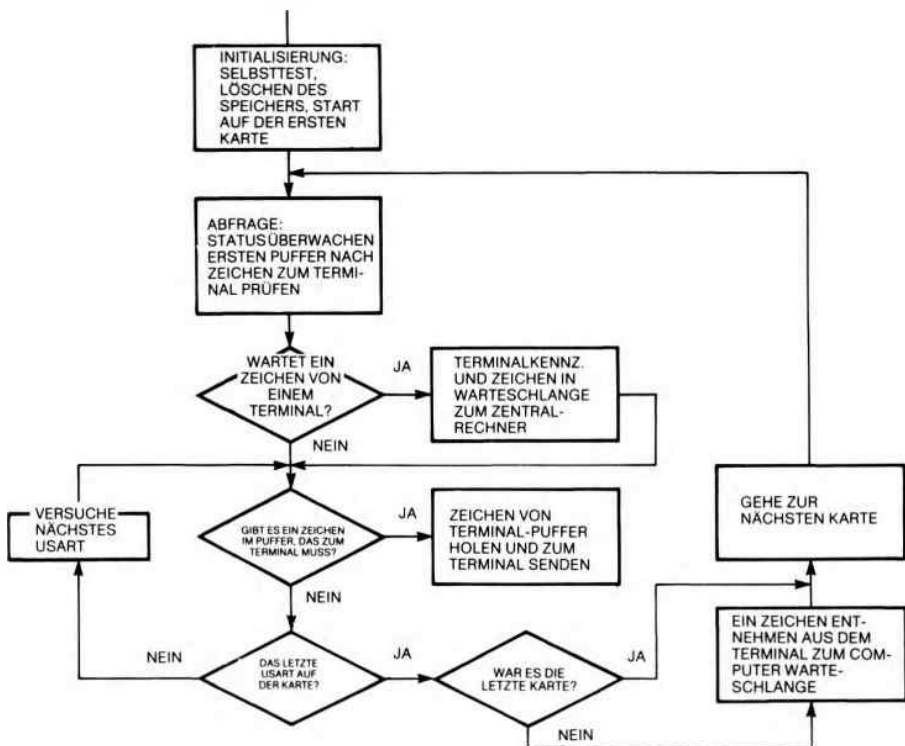 INITIALISIERUNG:
SELBSTTEST,
LÖSCHEN DES
SPEICHERS, START
AUF DER ERSTEN
KARTE
ABFRAGE:
STATUS ÜBERWACHEN
ERSTEN PUFFER NACH
ZEICHEN ZUM TERMI-
NAL PRÜFEN
WARTET EIN
ZEICHEN VON
EINEM
TERMINAL?
JA
TERMINALKENNZ.
UND ZEICHEN IN
WARTESCHLANGE
ZUM ZENTRAL-
RECHNER
NEIN
VERSUCHE
NÄCHSTES
USART
GIBT ES EIN ZEICHEN
IM PUFFER, DAS ZUM
TERMINAL MUSS?
JA
ZEICHEN VON
TERMINAL-PUFFER
HOLEN UND ZUM
TERMINAL SENDEN
GEHE ZUR
NÄCHSTEN KARTE
NEIN
NEIN
DAS LETZTE
USART AUF
DER KARTE?
JA
WAR ES DIE
LETZTE KARTE?
JA
EIN ZEICHEN ENT-
NEHMEN AUS DEM
TERMINAL ZUM COM-
PUTER WARTE-
SCHLANGE
NEIN